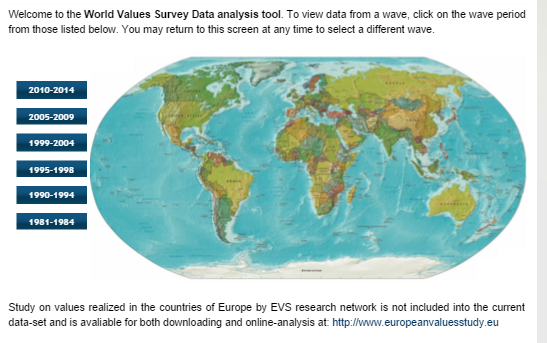 Welcome to the World Values Survey Data analysis tool. To view data from a wave, click on the wave period
from those listed below. You may return to this screen at any time to select a different wave.
2010-2014
2005-2009
1999-2004
1995-1998
1990-1994
1981-1984
Study on values realized in the countries of Europe by EVS research network is not included into the current
data-set and is avaliable for both downloading and online-analysis at: http://www.europeanvaluesstudy.eu